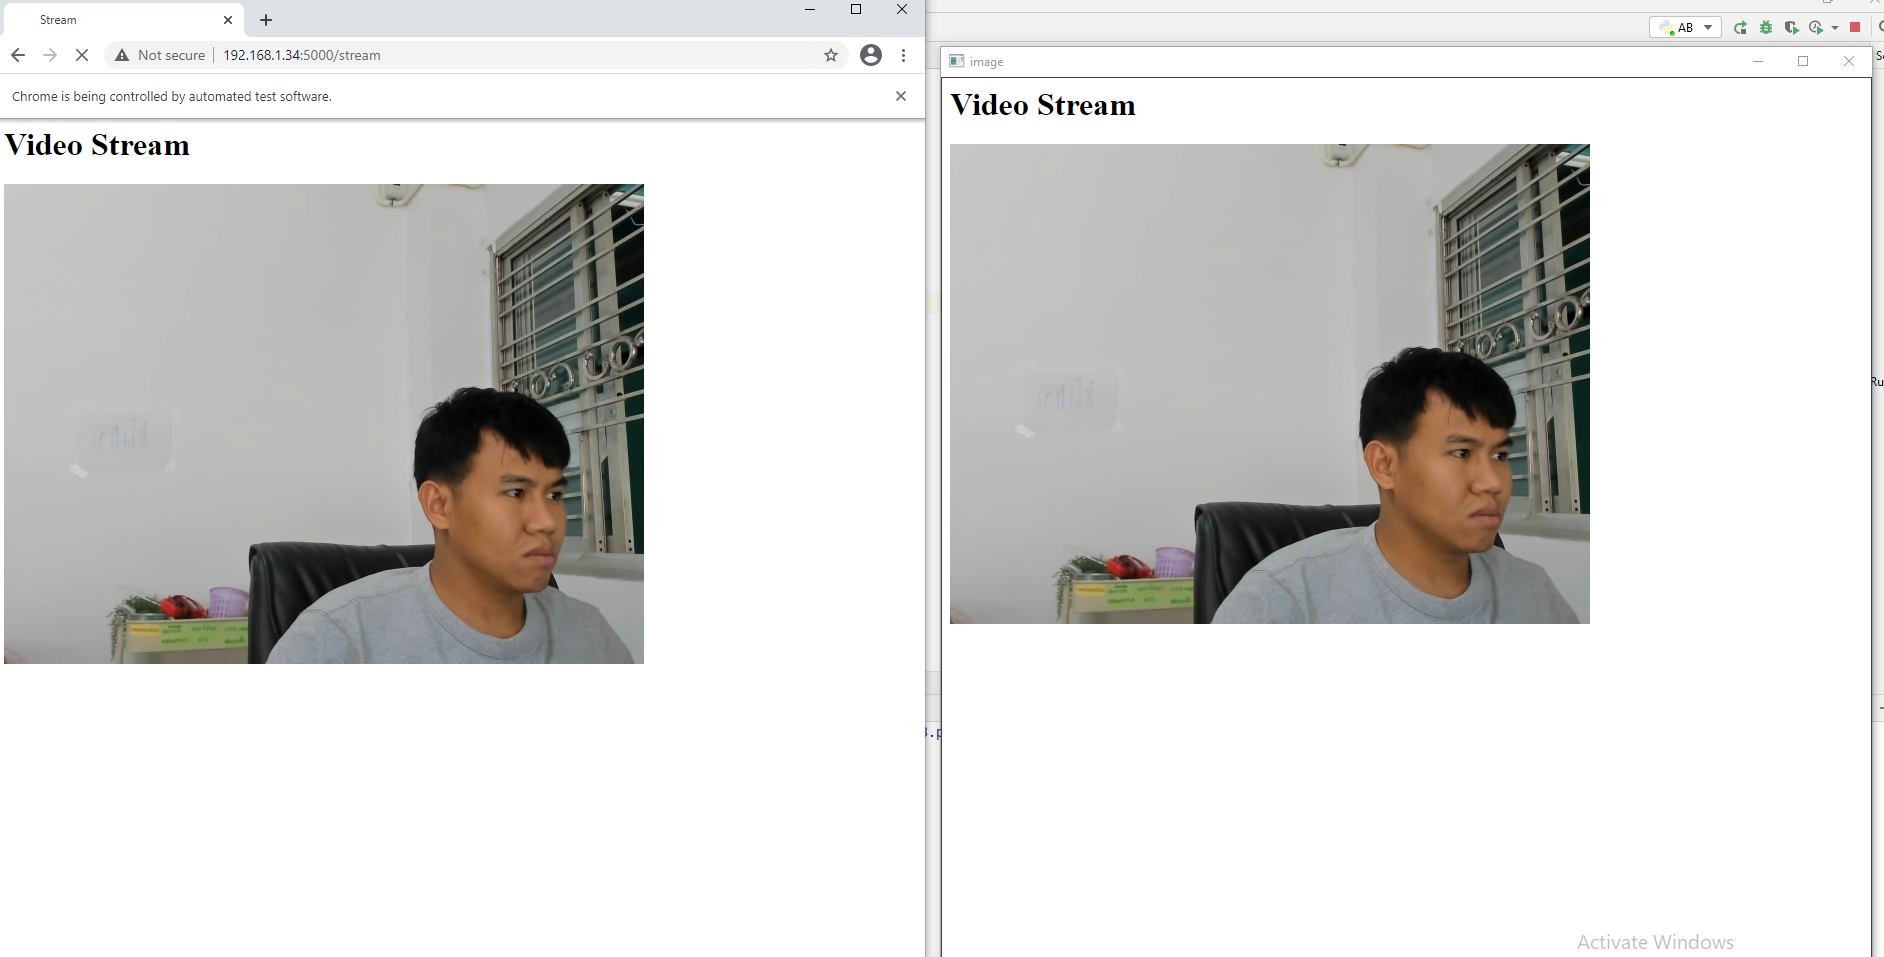 Stream
Not secure
192.168.1.34:5000/stream
Chrome is being controlled by automated test software.
Video Stream
AB
image
Video Stream
Activate Windows